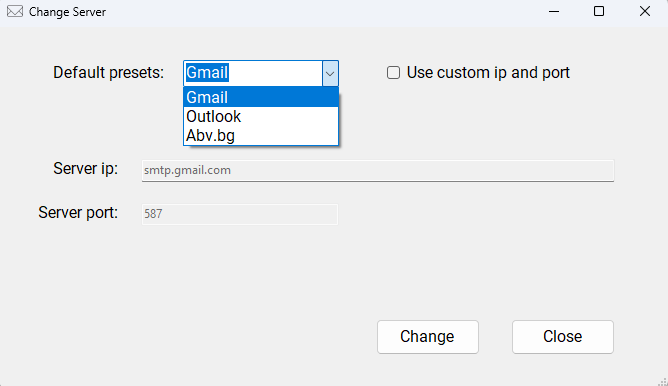 Change Server
Default presets: Gmail Use custom ip and port
Gmail
Outlook
Abv.bg
Server ip: smtp.gmail.com
Server port: 587
Change Close